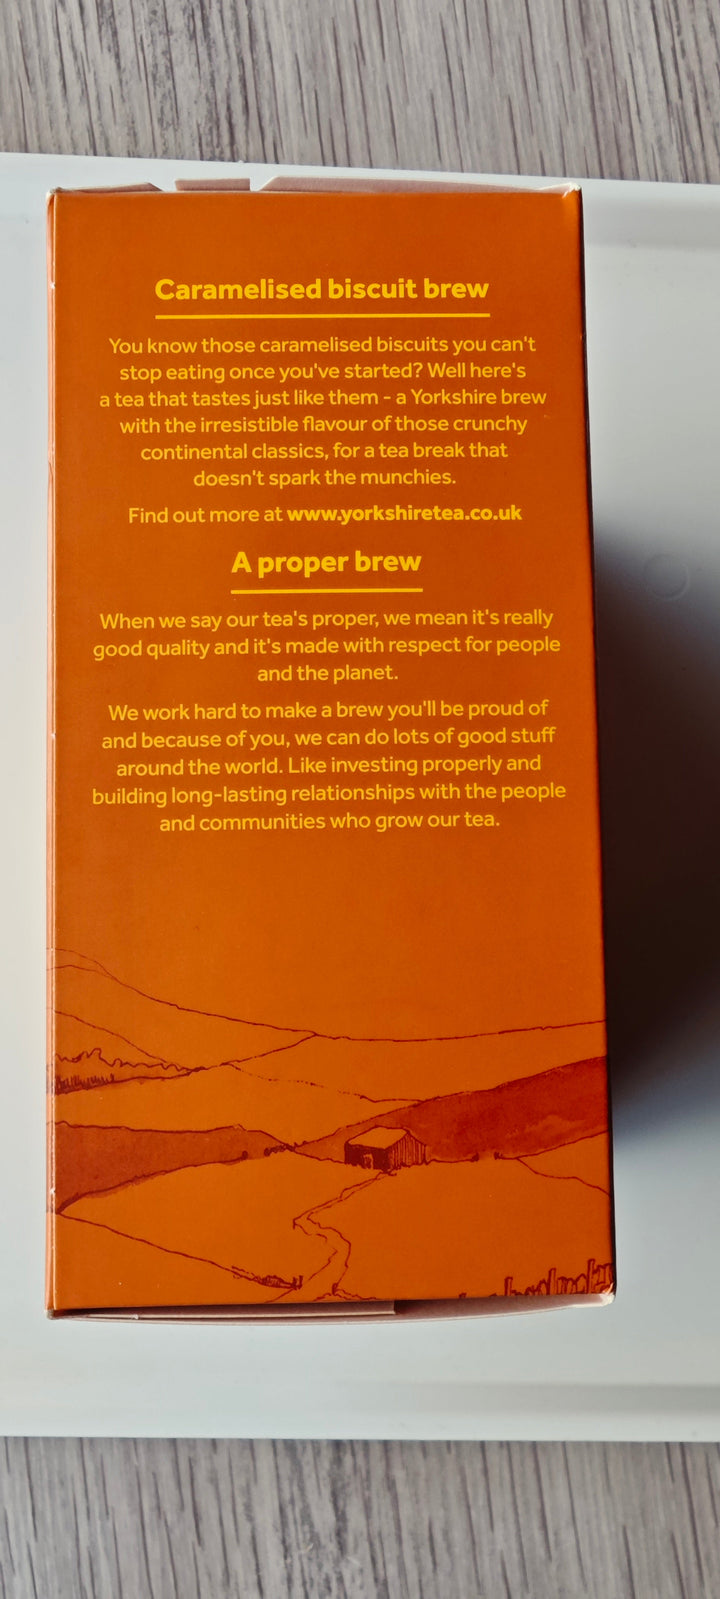 Caramelised biscuit brew
You know those caramelised biscuits you can't
stop eating once you've started? Well here's
a tea that tastes just like them - a Yorkshire brew
with the irresistible flavour of those crunchy
continental classics, for a tea break that
doesn't spark the munchies.
Find out more at www.yorkshiretea.co.uk
A proper brew
When we say our tea's proper, we mean it's really
good quality and it's made with respect for people
and the planet.
We work hard to make a brew you'll be proud of
and because of you, we can do lots of good stuff
around the world. Like investing properly and
building long-lasting relationships with the people
and communities who grow our tea.